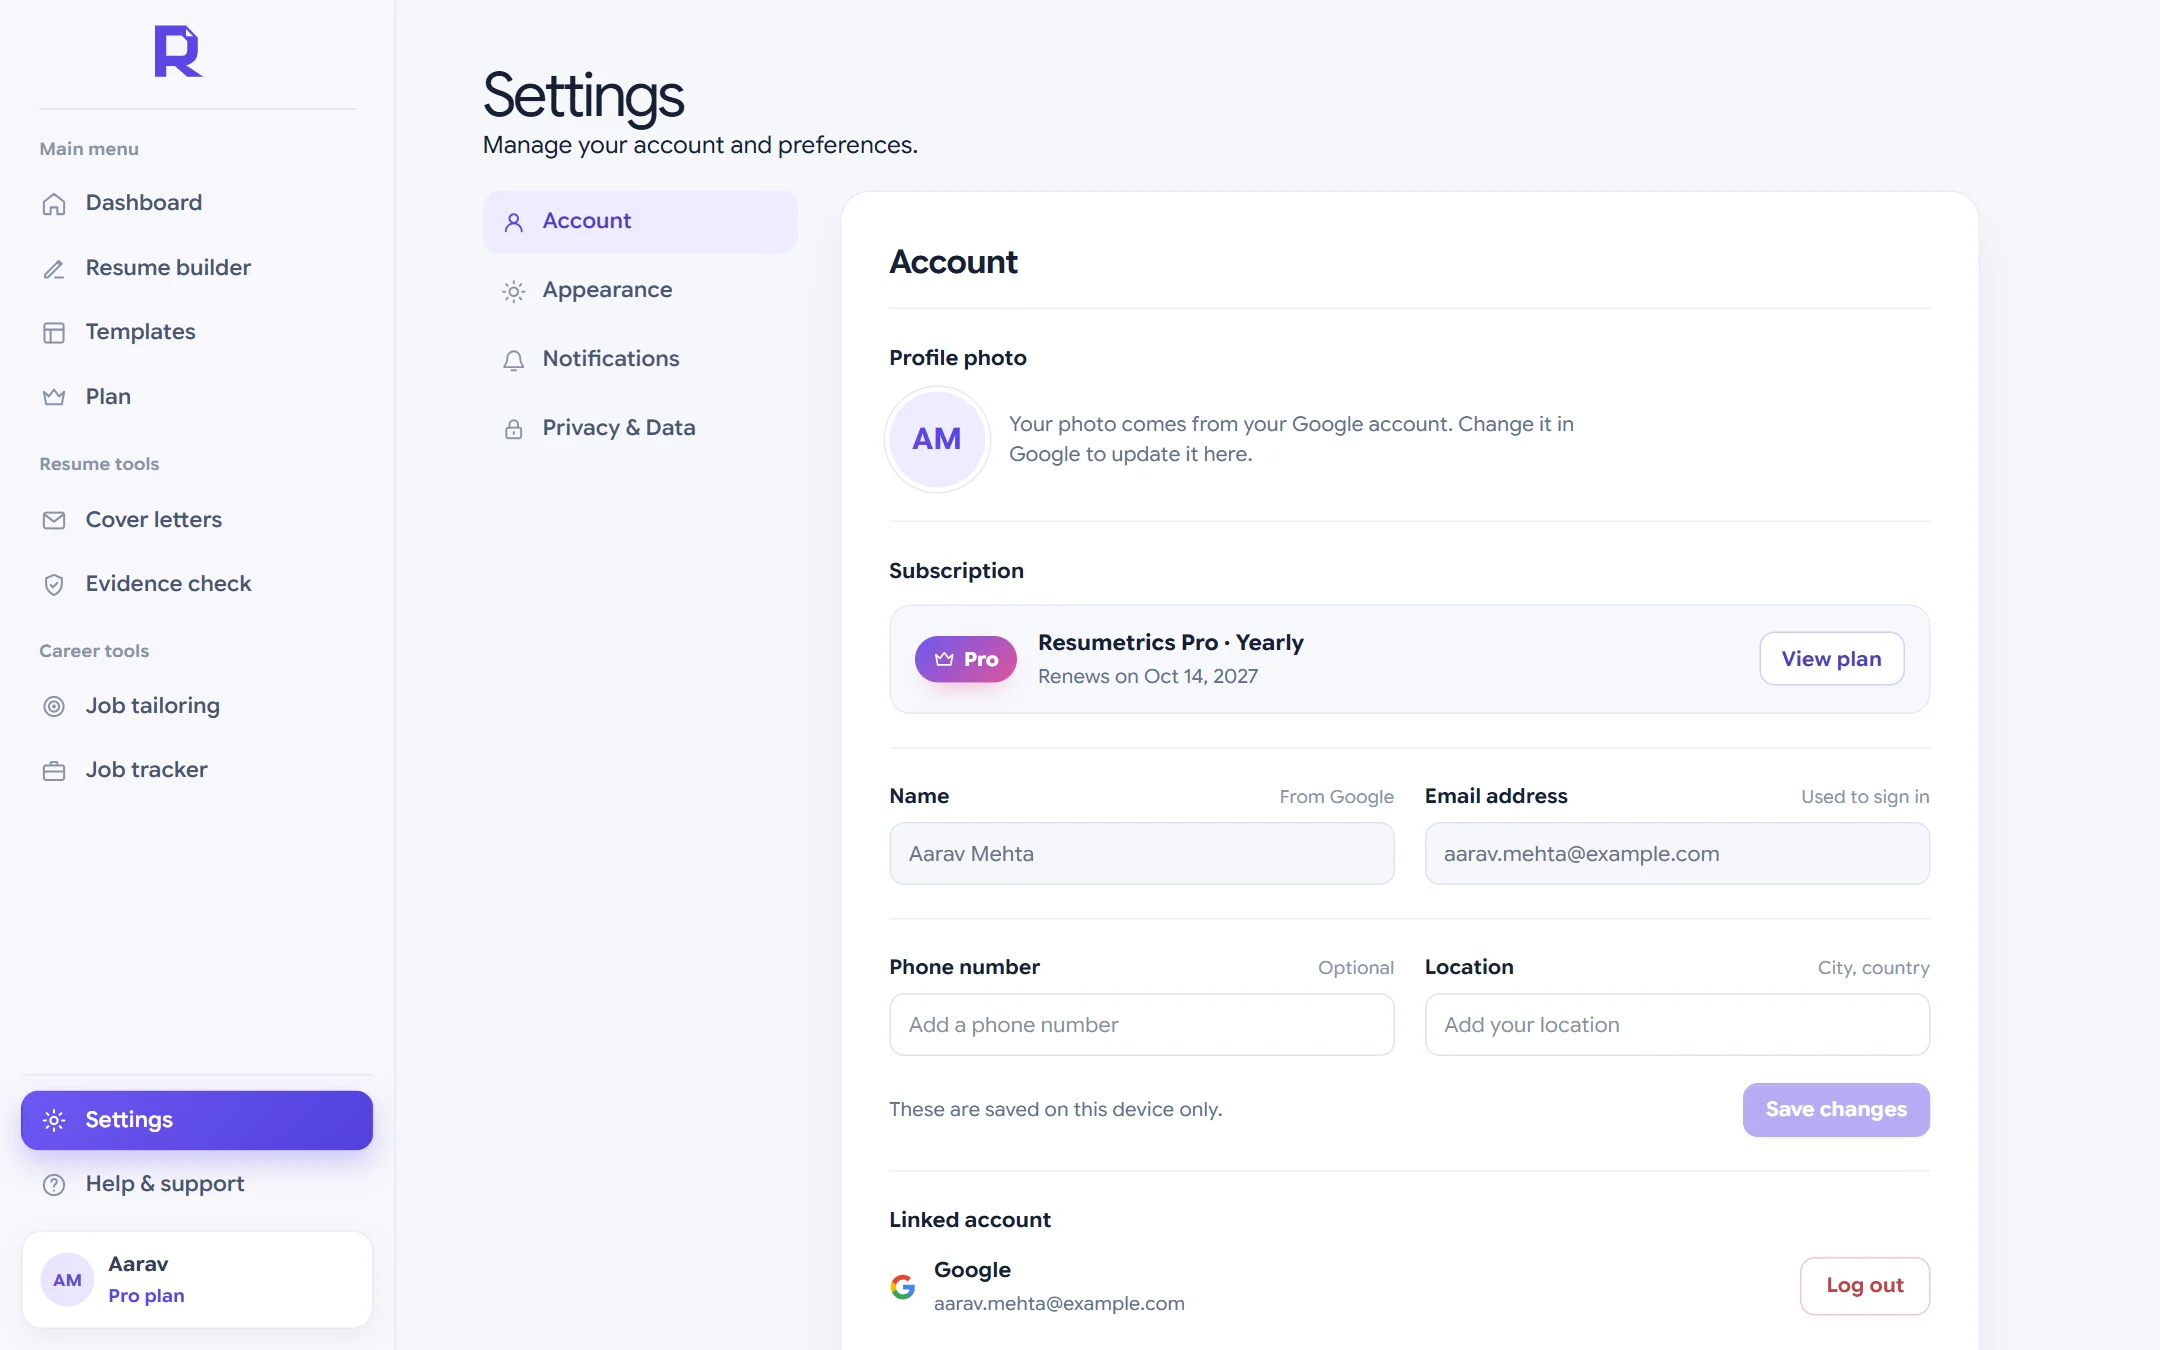 Main menu
Dashboard
Resume builder
Templates
Plan
Resume tools
Cover letters
Evidence check
Career tools
Job tailoring
Job tracker
Settings
Help & support
AM
Aarav
Pro plan
Settings
Manage your account and preferences.
Account
Appearance
Notifications
Privacy & Data
Account
Profile photo
AM
Your photo comes from your Google account. Change it in
Google to update it here.
Subscription
Pro
Resumetrics Pro · Yearly
Renews on Oct 14, 2027
View plan
Name
From Google
Aarav Mehta
Email address
Used to sign in
aarav.mehta@example.com
Phone number
Optional
Add a phone number
Location
City, country
Add your location
These are saved on this device only.
Save changes
Linked account
Google
aarav.mehta@example.com
Log out